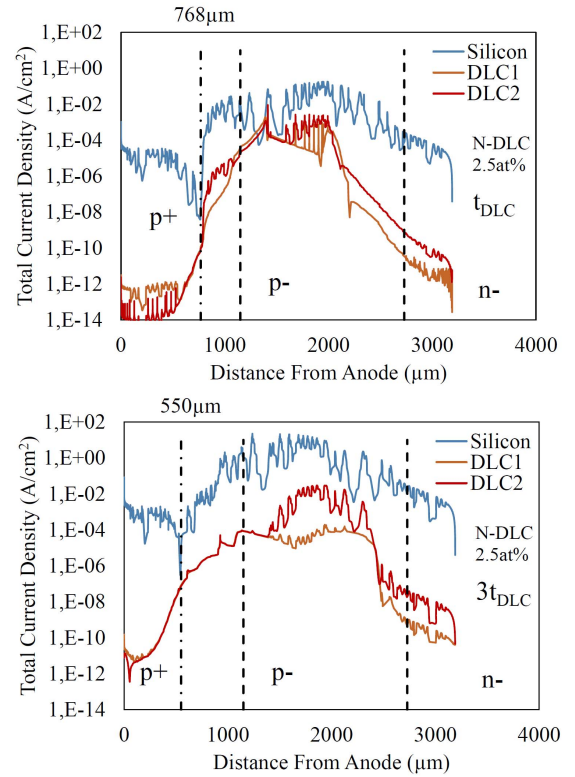 768µm
1,E+02
1,E+00
1,E-02
1,E-04
1,E-06
1,E-08
1,E-10
1,E-12
1,E-14
Total Current Density (A/cm²)
Silicon
DLC1
DLC2
N-DLC
2.5at%
tDLC
p+
p-
n-
0
1000
2000
3000
4000
Distance From Anode (µm)
550µm
1,E+02
1,E+00
1,E-02
1,E-04
1,E-06
1,E-08
1,E-10
1,E-12
1,E-14
Total Current Density (A/cm²)
Silicon
DLC1
DLC2
N-DLC
2.5at%
3tDLC
p+
p-
n-
0
1000
2000
3000
4000
Distance From Anode (µm)